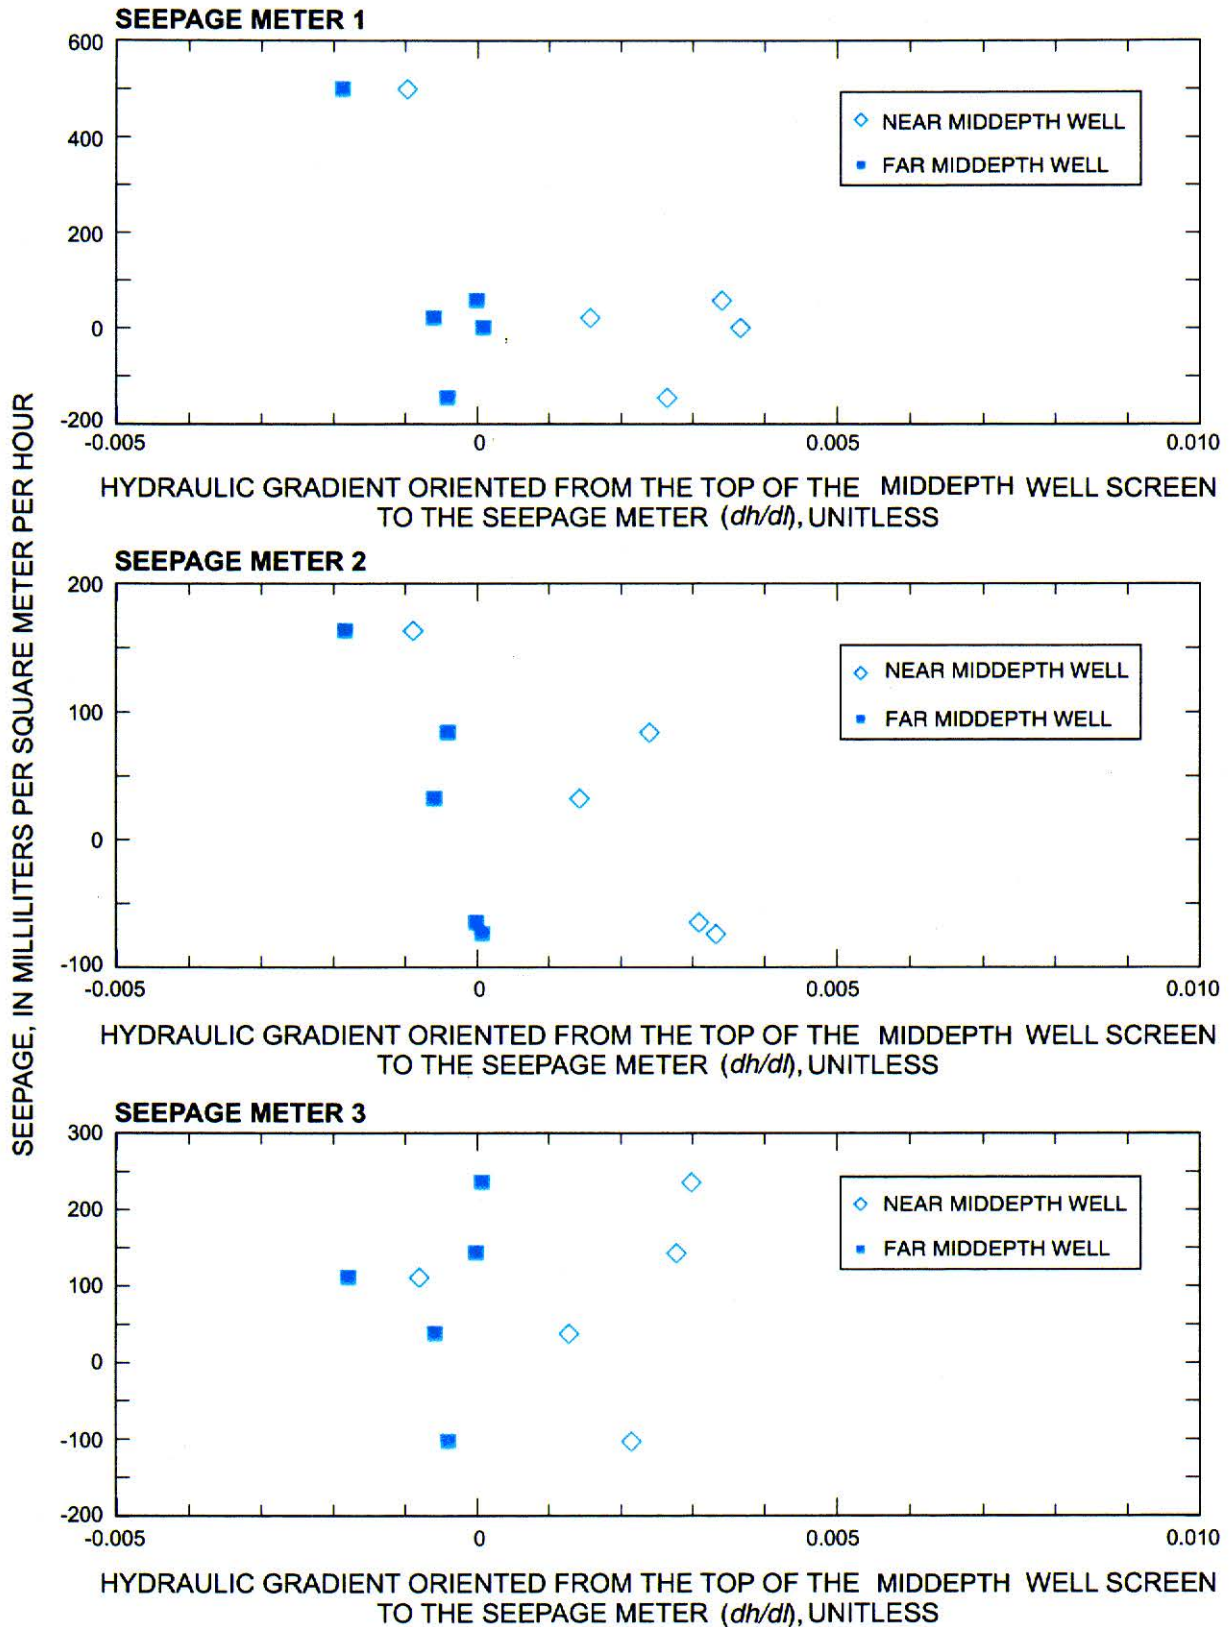 SEEPAGE, IN MILLILITERS PER SQUARE METER PER HOUR
SEEPAGE METER 1
600
400
200
0
-200
-0.005 0 0.005 0.010
NEAR MIDDEPTH WELL
FAR MIDDEPTH WELL
HYDRAULIC GRADIENT ORIENTED FROM THE TOP OF THE MIDDEPTH WELL SCREEN
TO THE SEEPAGE METER (dh/dl), UNITLESS
SEEPAGE METER 2
200
100
0
-100
-0.005 0 0.005 0.010
NEAR MIDDEPTH WELL
FAR MIDDEPTH WELL
HYDRAULIC GRADIENT ORIENTED FROM THE TOP OF THE MIDDEPTH WELL SCREEN
TO THE SEEPAGE METER (dh/dl), UNITLESS
SEEPAGE METER 3
300
200
100
0
-100
-200
-0.005 0 0.005 0.010
NEAR MIDDEPTH WELL
FAR MIDDEPTH WELL
HYDRAULIC GRADIENT ORIENTED FROM THE TOP OF THE MIDDEPTH WELL SCREEN
TO THE SEEPAGE METER (dh/dl), UNITLESS